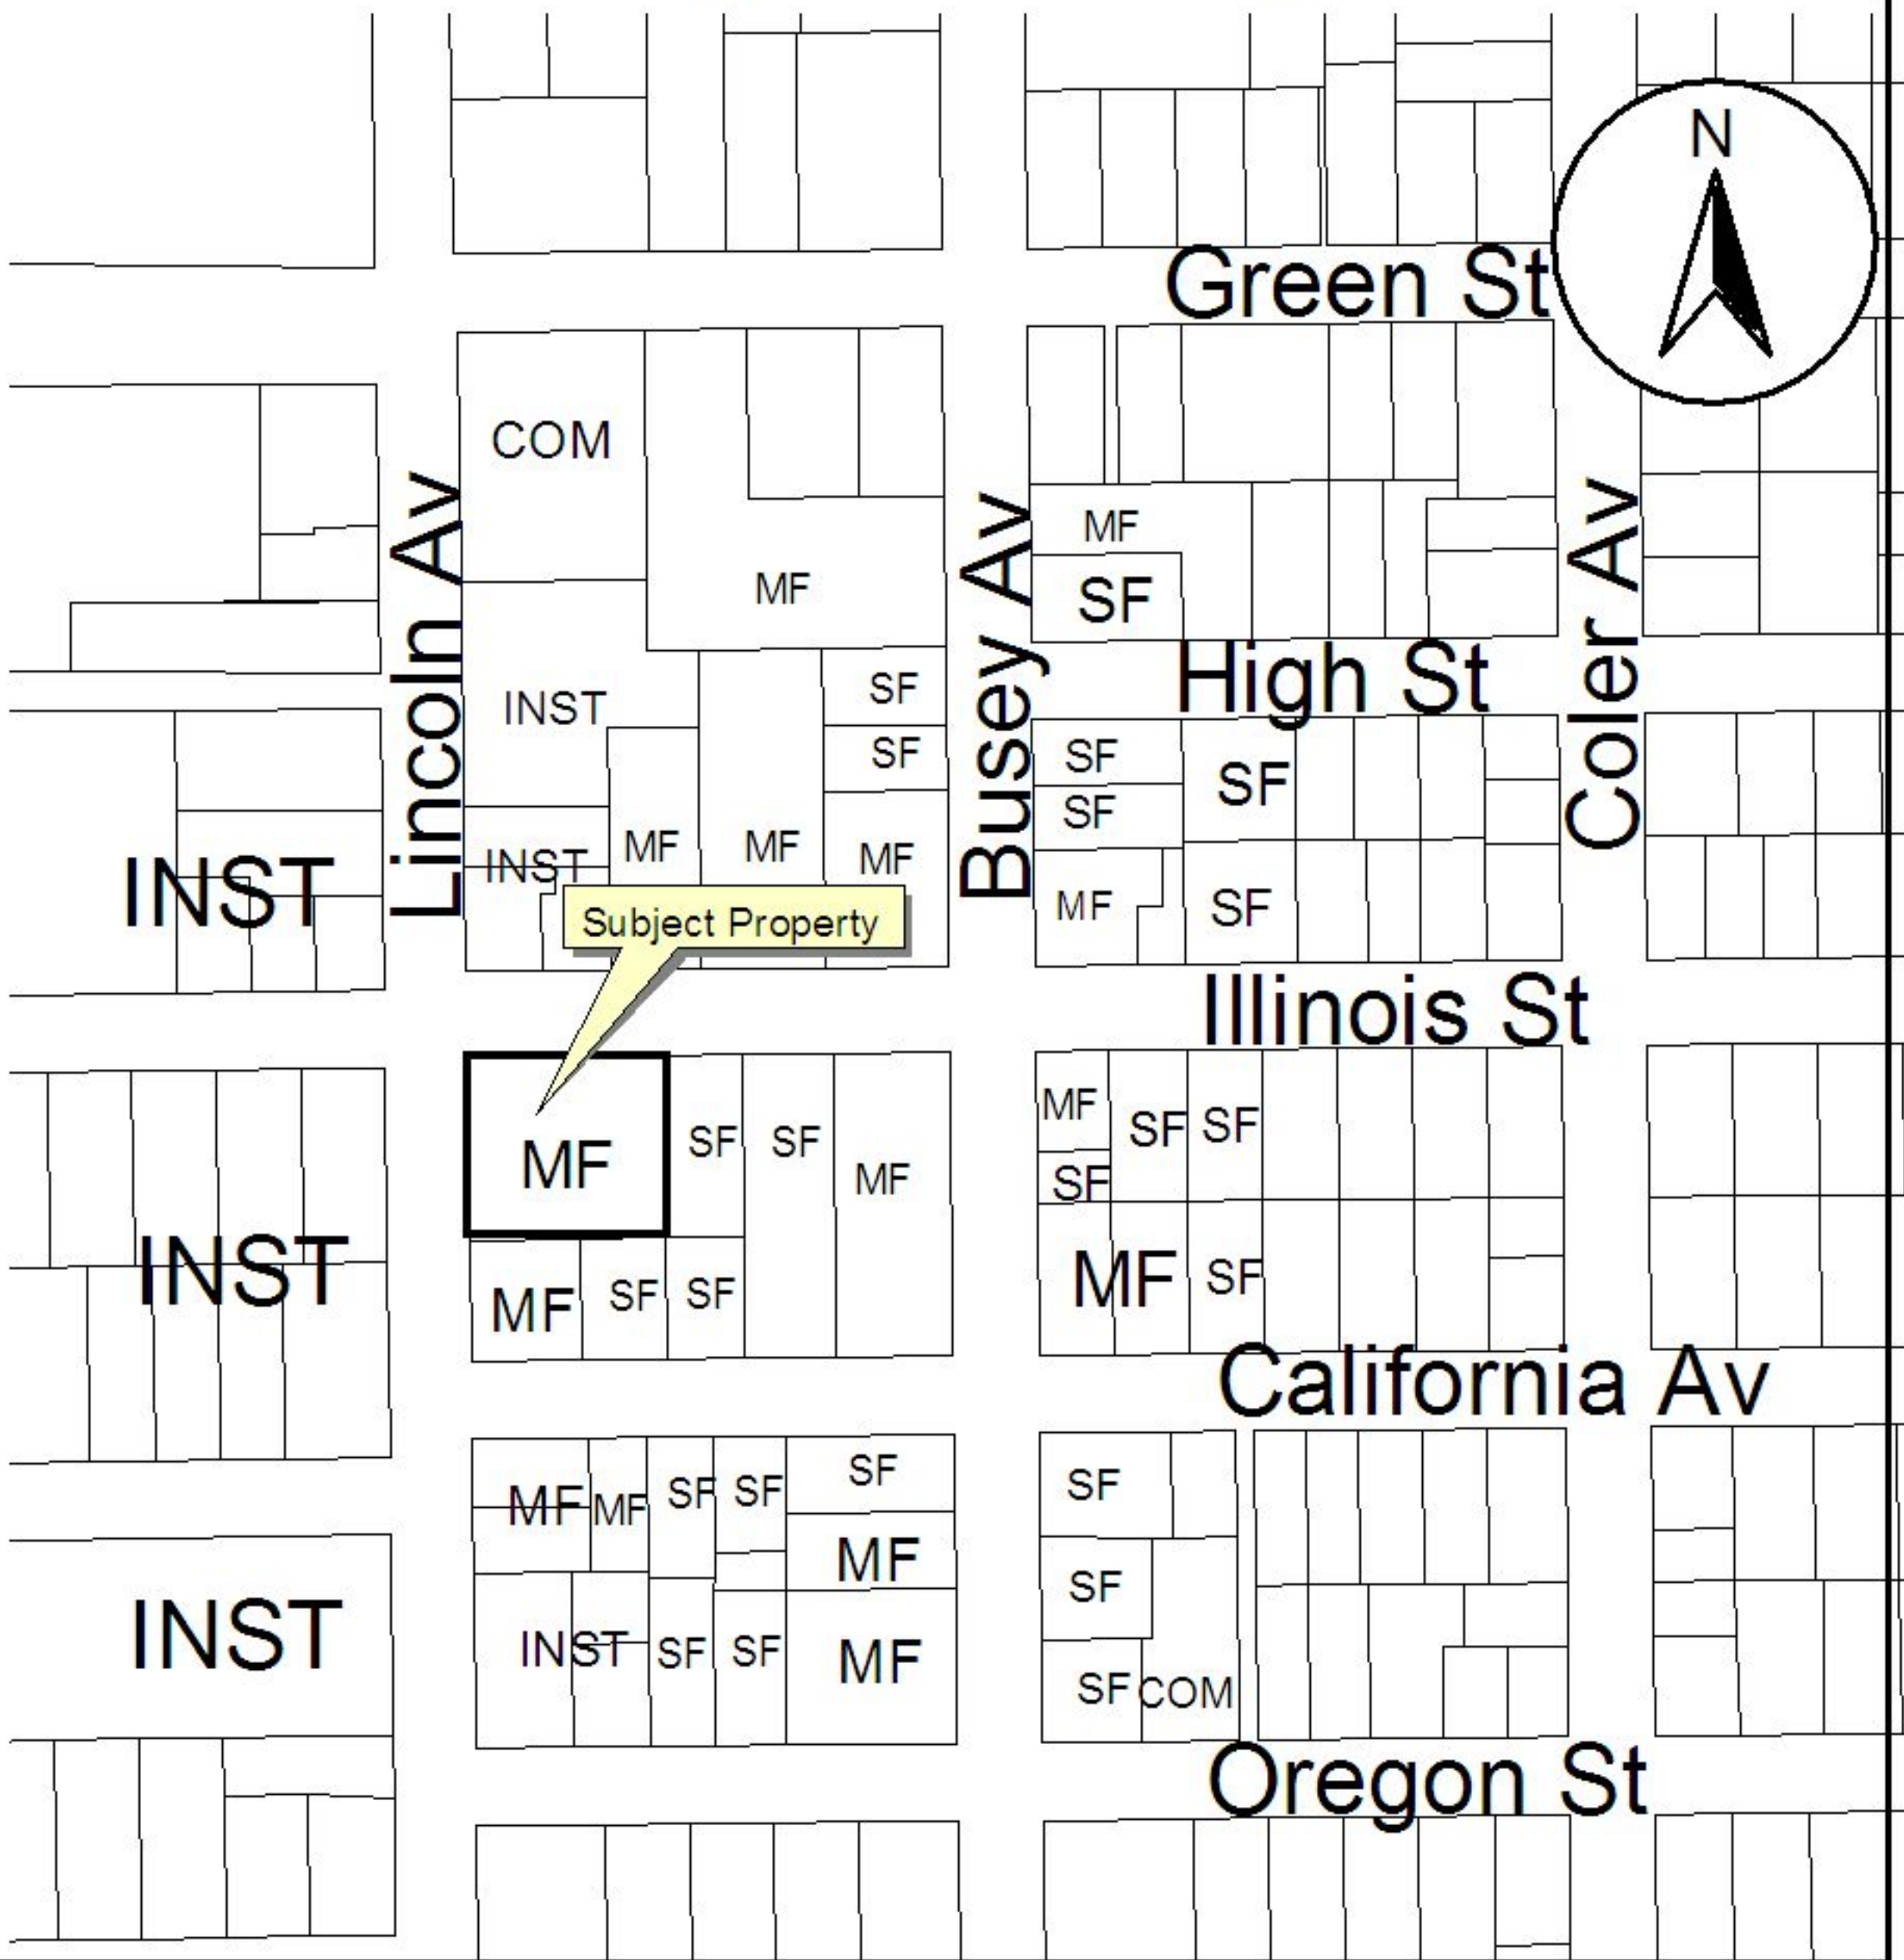 N
Green St
COM
Lincoln Av
Busey Av
Coler Av
MF
MF
SF
High St
INST
SF
SF
SF
SF
SF
INST
INST
MF
MF
MF
MF
SF
Subject Property
Illinois St
MF
SF
SF
MF
MF
SF
SF
SF
INST
MF
SF
SF
MF
SF
California Av
MF
MF
SF
SF
SF
SF
MF
SF
INST
INST
SF
SF
MF
SF
COM
Oregon St